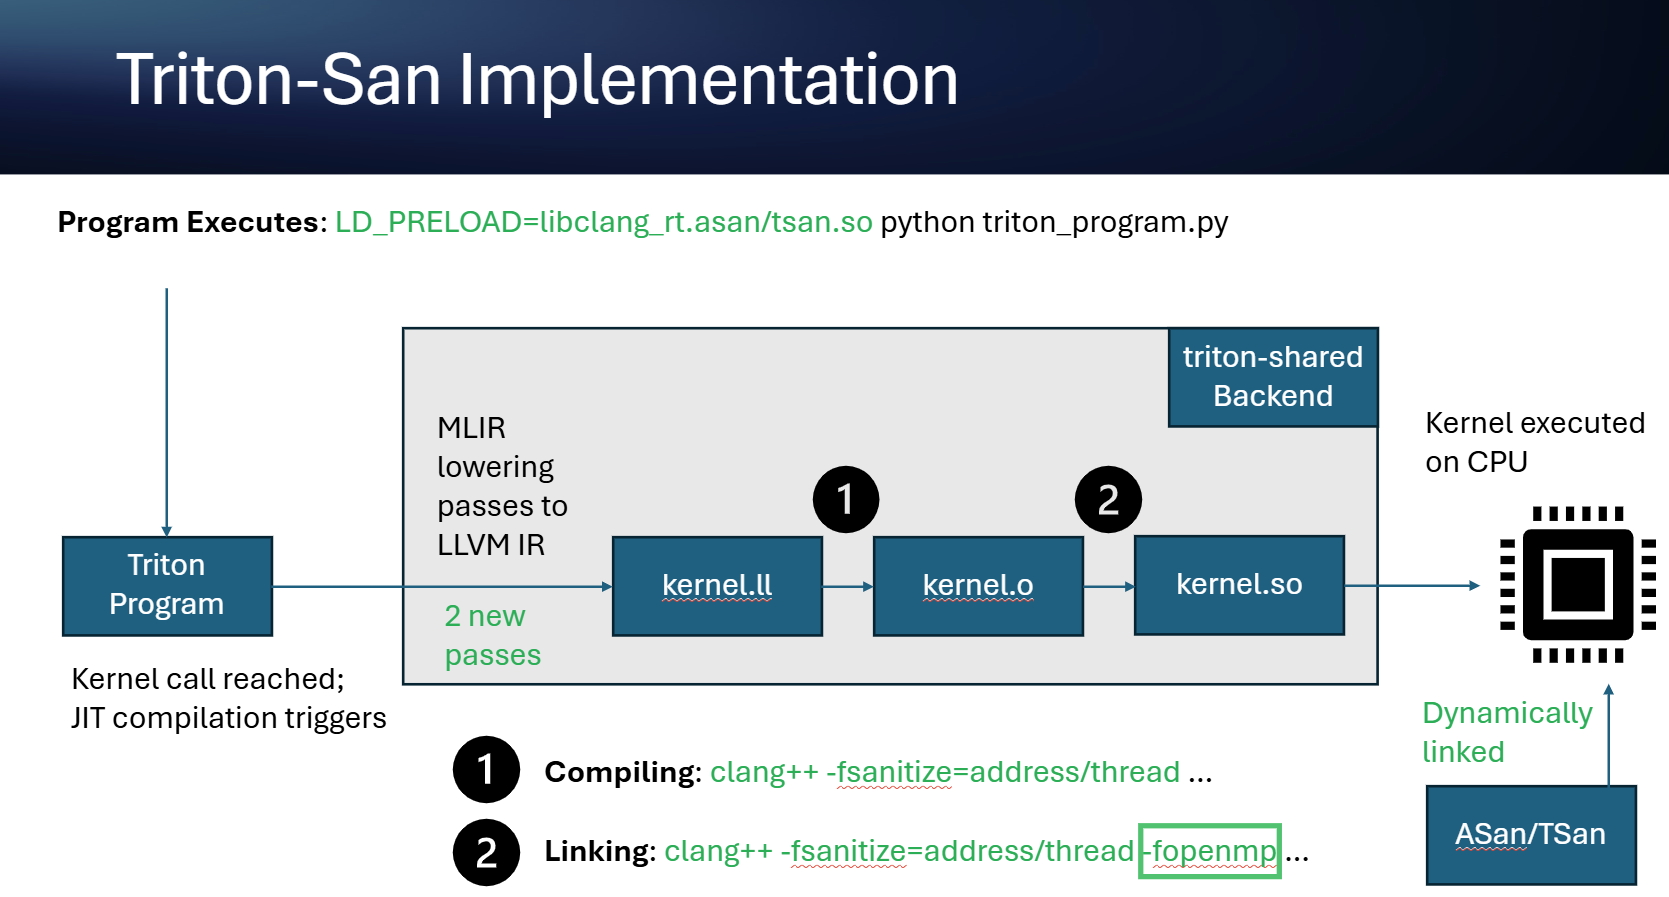 Triton-San Implementation
Program Executes: LD_PRELOAD=libclang_rt.asan/tsan.so python triton_program.py
triton-shared
Backend
MLIR
lowering
passes to
LLVM IR
2 new
passes
Triton
Program
Kernel call reached;
JIT compilation triggers
1
2
kernel.ll
kernel.o
kernel.so
Kernel executed
on CPU
Dynamically
linked
ASan/TSan
1 Compiling: clang++ -fsanitize=address/thread ...
2 Linking: clang++ -fsanitize=address/thread -fopenmp ...